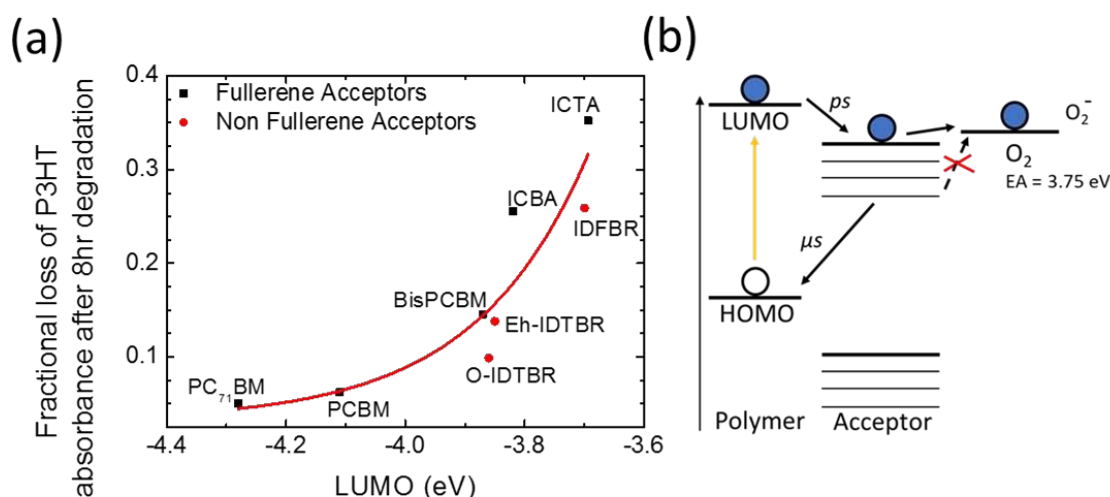 (a)
Fractional loss of P3HT
absorbance after 8hr degradation
0.4
0.3
0.2
0.1
Fullerene Acceptors
Non Fullerene Acceptors
ICTA
ICBA
IDFBR
BisPCBM
Eh-IDTBR
O-IDTBR
PC₇₁BM
PCBM
-4.4 -4.2 -4.0 -3.8 -3.6
LUMO (eV)
(b)
LUMO
ps
O₂⁻
O₂
EA = 3.75 eV
μs
HOMO
Polymer Acceptor